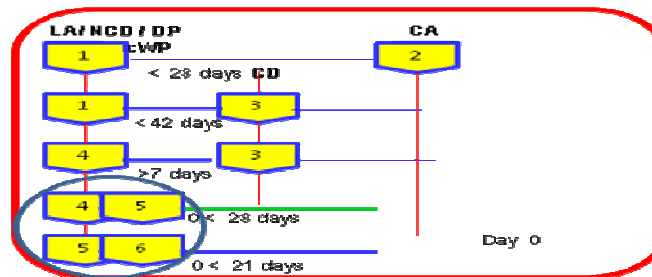 LA/NCD/DP CA
cWP
1 2
< 28 days CD
1 3
<42 days
4 3
>7 days
4 5
0< 28 days
Day 0
5 6
0< 21 days